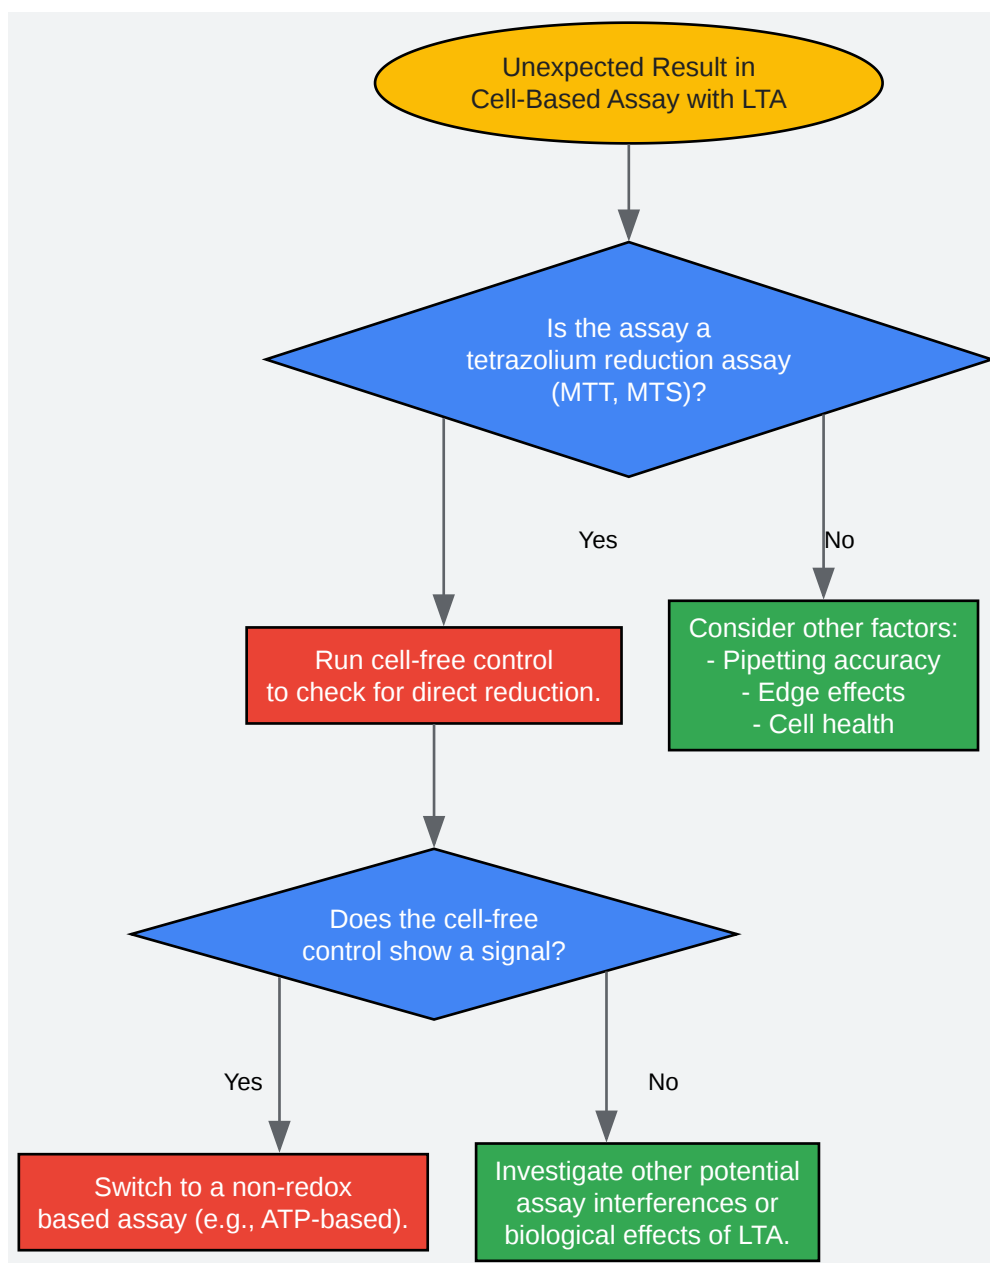 Unexpected Result in
Cell-Based Assay with LTA
Is the assay a
tetrazolium reduction assay
(MTT, MTS)?
Yes
No
Consider other factors:
- Pipetting accuracy
- Edge effects
- Cell health
Run cell-free control
to check for direct reduction.
Does the cell-free
control show a signal?
Yes
No
Switch to a non-redox
based assay (e.g., ATP-based).
Investigate other potential
assay interferences or
biological effects of LTA.